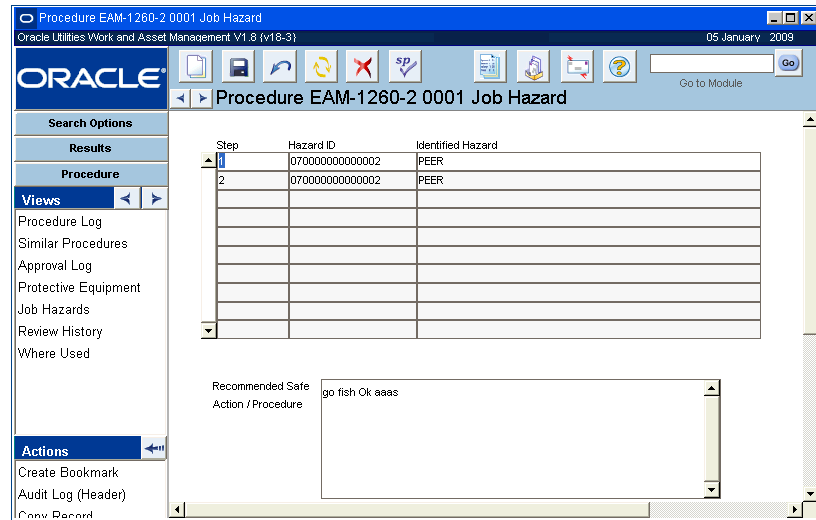 Procedure EAM-1260-2 0001 Job Hazard
Oracle Utilities Work and Asset Management V1.8 {v18-3} 05 January 2009
ORACLE
sp
Go
Go to Module
Procedure EAM-1260-2 0001 Job Hazard
Search Options
Results
Procedure
Views
Procedure Log
Similar Procedures
Approval Log
Protective Equipment
Job Hazards
Review History
Where Used
Actions
Create Bookmark
Audit Log (Header)
Copy Record
Step Hazard ID Identified Hazard
1 070000000000002 PEER
2 070000000000002 PEER
Recommended Safe
Action / Procedure
go fish Ok aaas